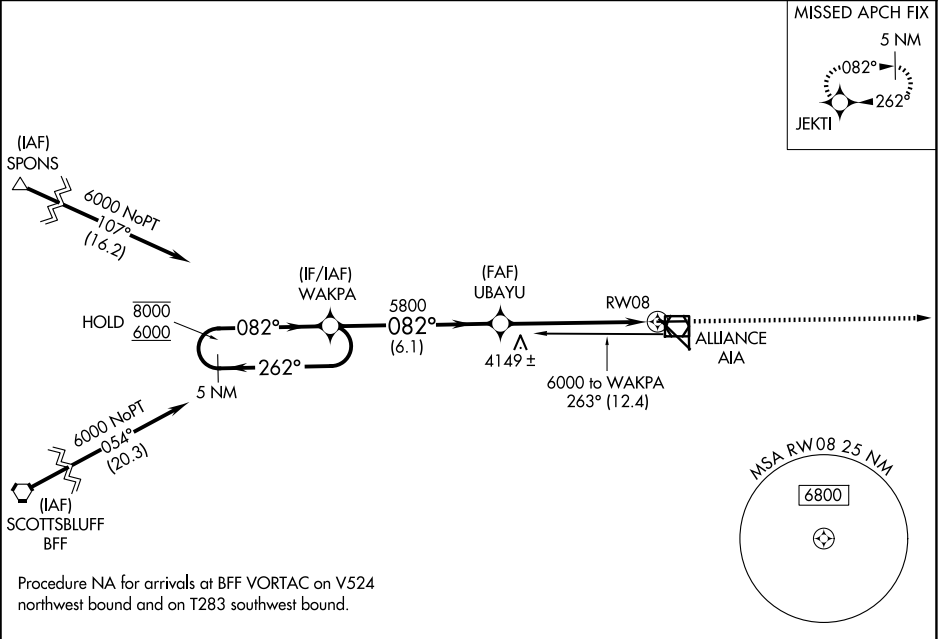 MISSED APCH FIX
5 NM
082°
262°
JEKTI
(IAF)
SPONS
6000 NoPT
107°
(16.2)
(IF/IAF)
WAKPA
(FAF)
UBAYU
HOLD
8000
6000
082°
5800
082°
(6.1)
RW08
ALLIANCE
AIA
4149 ±
262°
5 NM
6000 to WAKPA
263° (12.4)
6000 NoPT
054°
(20.3)
(IAF)
SCOTTSBLUFF
BFF
MSA RW08 25 NM
6800
Procedure NA for arrivals at BFF VORTAC on V524
northwest bound and on T283 southwest bound.